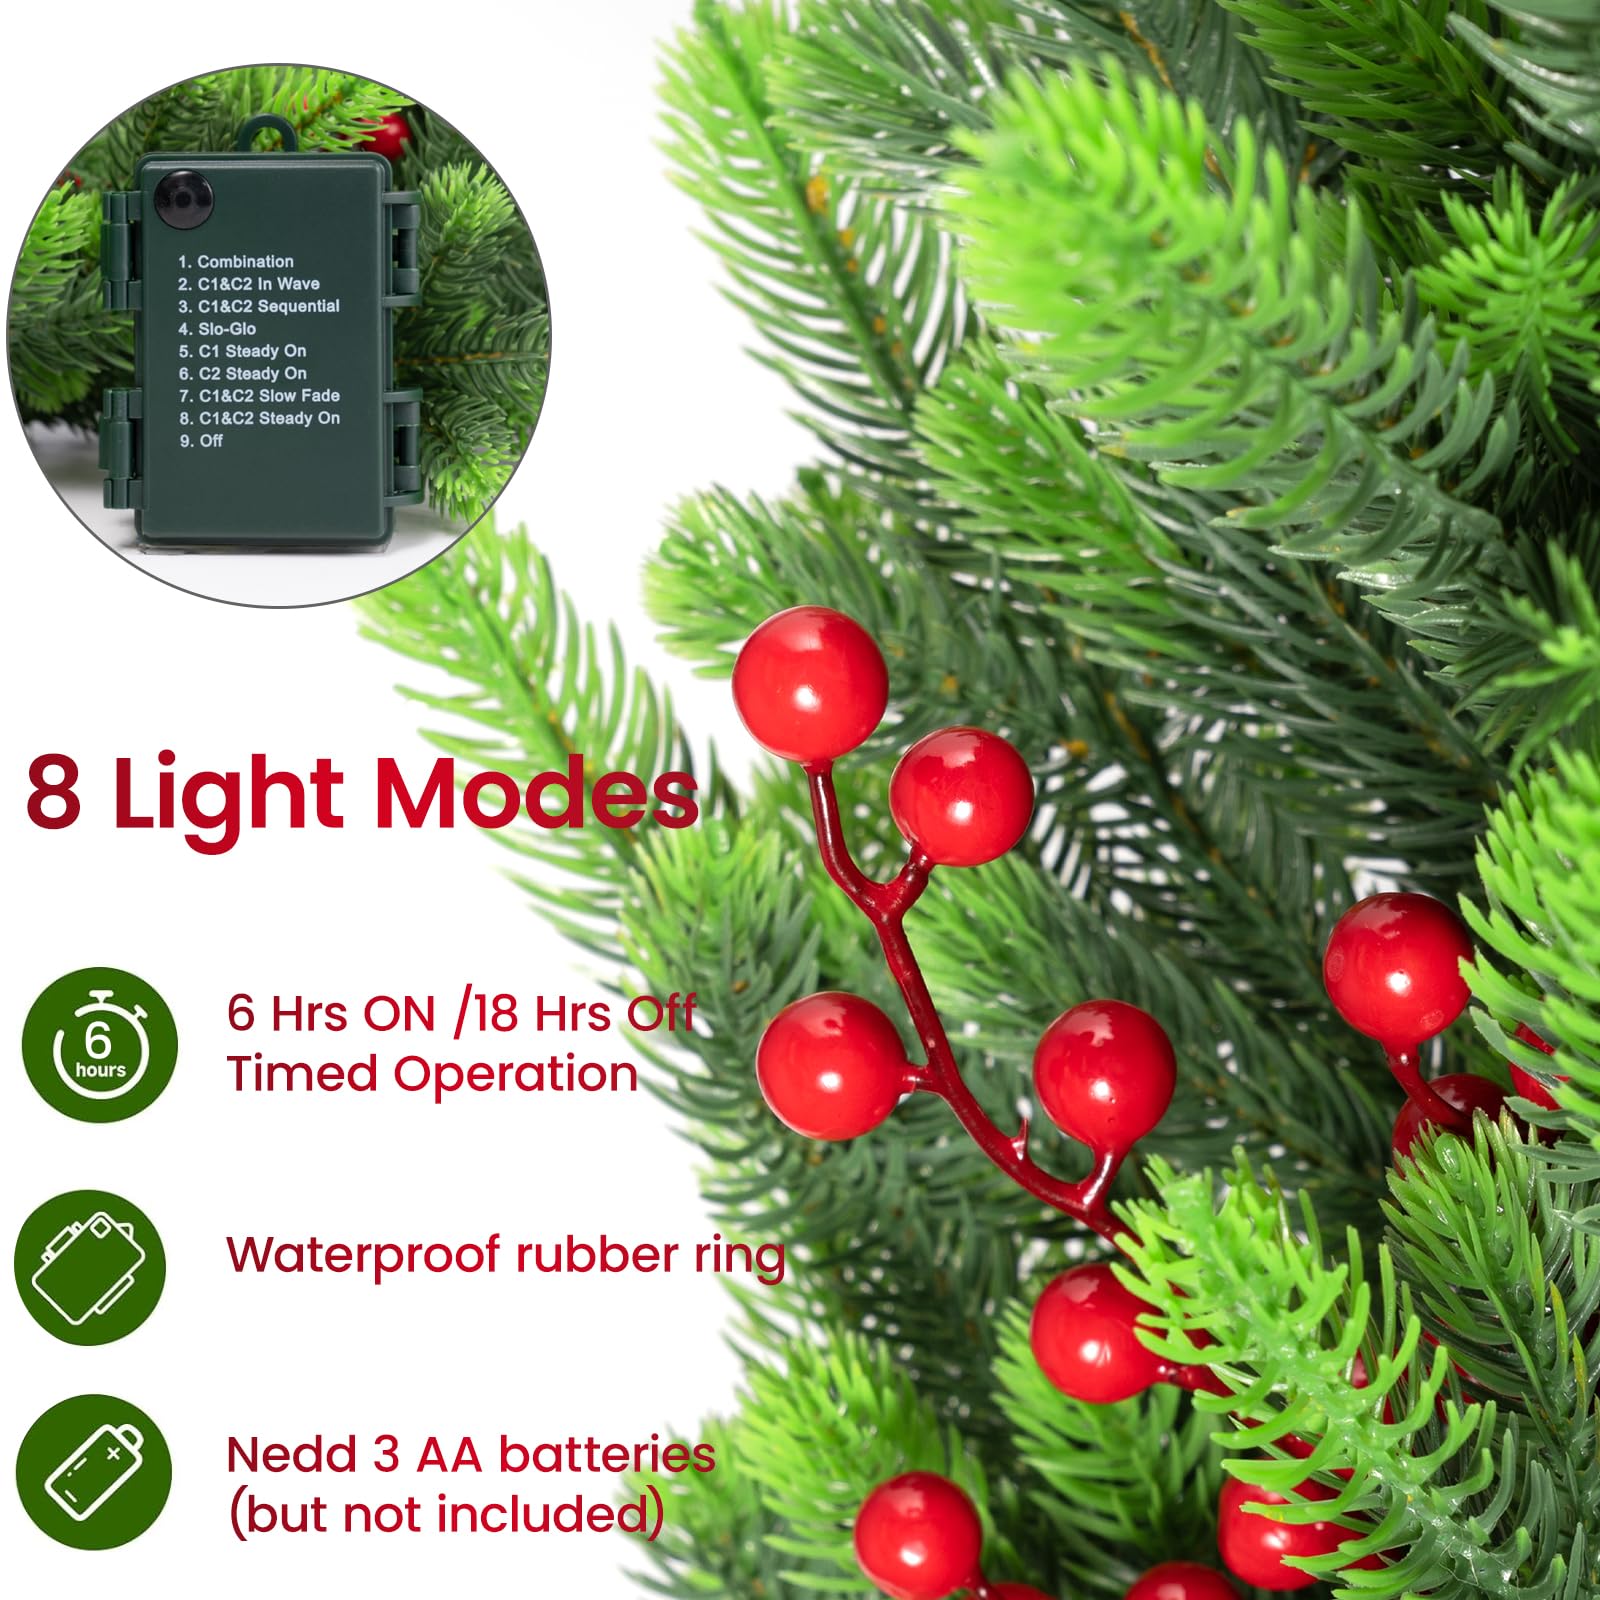 1. Combination
2. C1&C2 In Wave
3. C1&C2 Sequential
4. Slo-Glo
5. C1 Steady On
6. C2 Steady On
7. C1&C2 Slow Fade
8. C1&C2 Steady On
9. Off
8 Light Modes
6
hours
6 Hrs ON /18 Hrs Off
Timed Operation
Waterproof rubber ring
Nedd 3 AA batteries
(but not included)